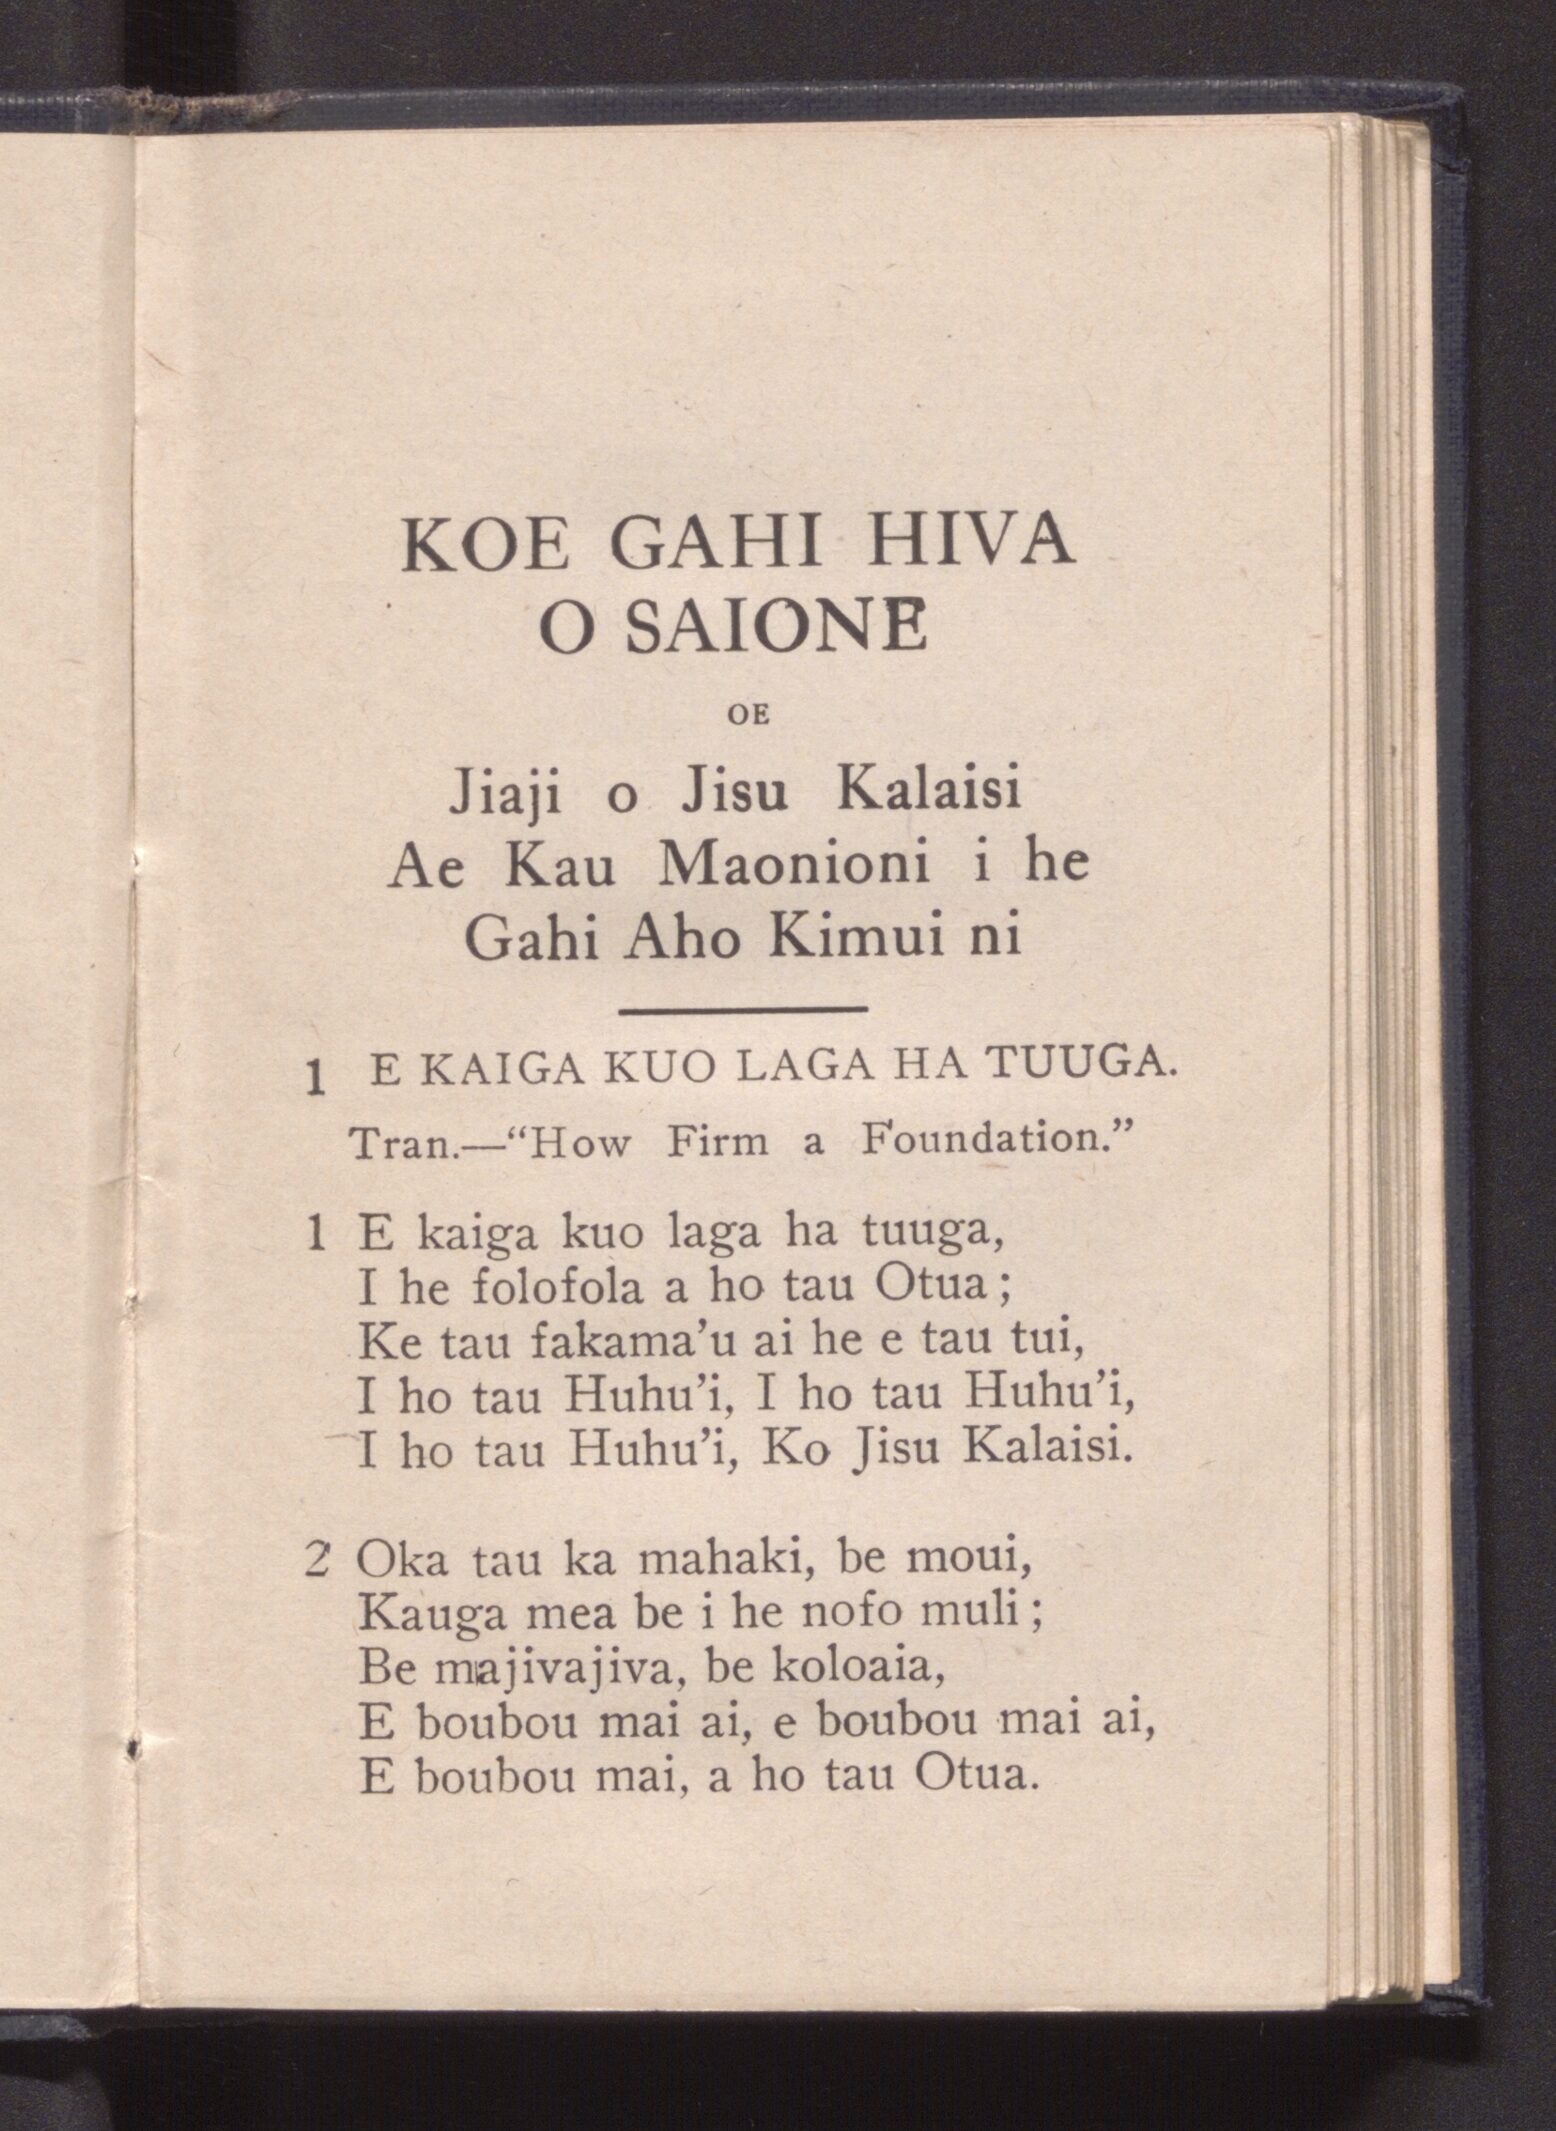 KOE GAHI HIVA
O SAIONE
OE
Jiaji o Jisu Kalaisi
Ae Kau Maonioni i he
Gahi Aho Kimui ni
1 E KAIGA KUO LAGA HA TUUGA.
Tran.—“How Firm a Foundation.”
1 E kaiga kuo laga ha tuuga,
I he folofola a ho tau Otua;
Ke tau fakama’u ai he e tau tui,
I ho tau Huhu’i, I ho tau Huhu’i,
I ho tau Huhu’i, Ko Jisu Kalaisi.
2 Oka tau ka mahaki, be moui,
Kauga mea be i he nofo muli;
Be majivajiva, be koloaia,
E boubou mai ai, e boubou mai ai,
E boubou mai, a ho tau Otua.